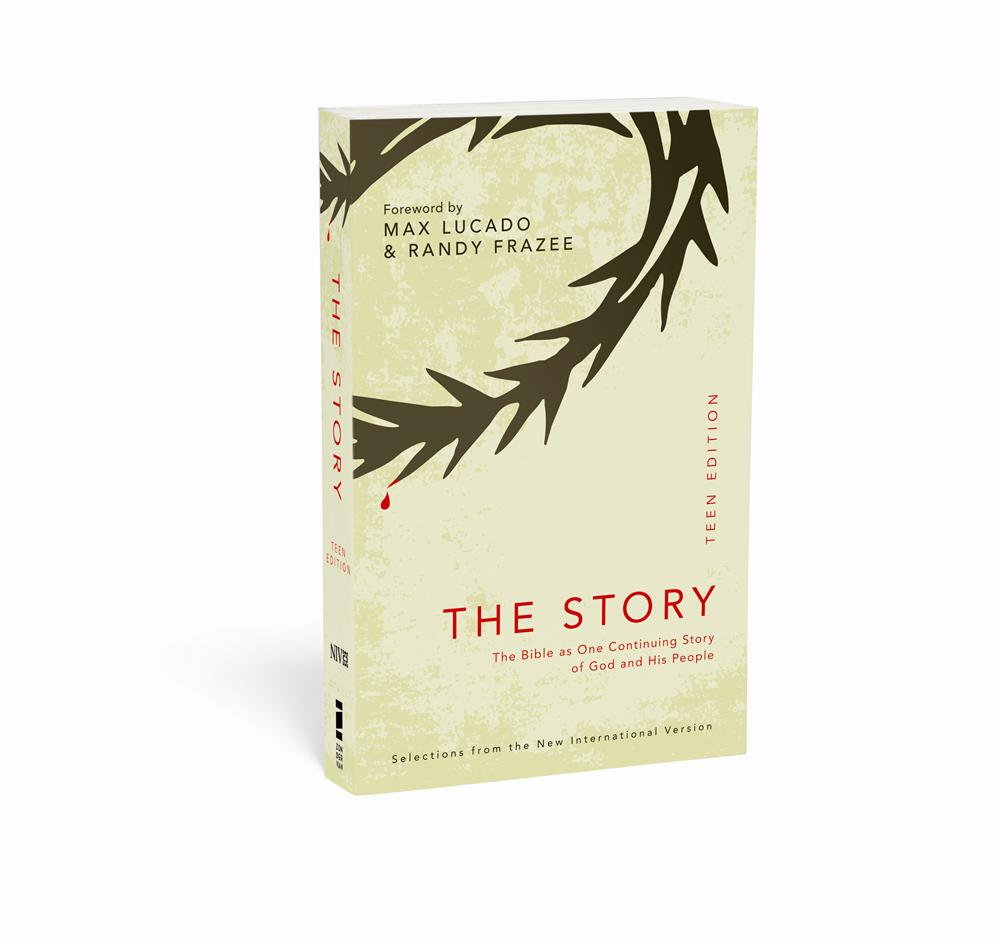 Foreword by
MAX LUCADO
& RANDY FRAZEE
TEEN EDITION
THE STORY
The Bible as One Continuing Story
of God and His People
Selections from the New International Version
THE STORY
TEEN
EDITION
NIV
ZON
DER
VAN